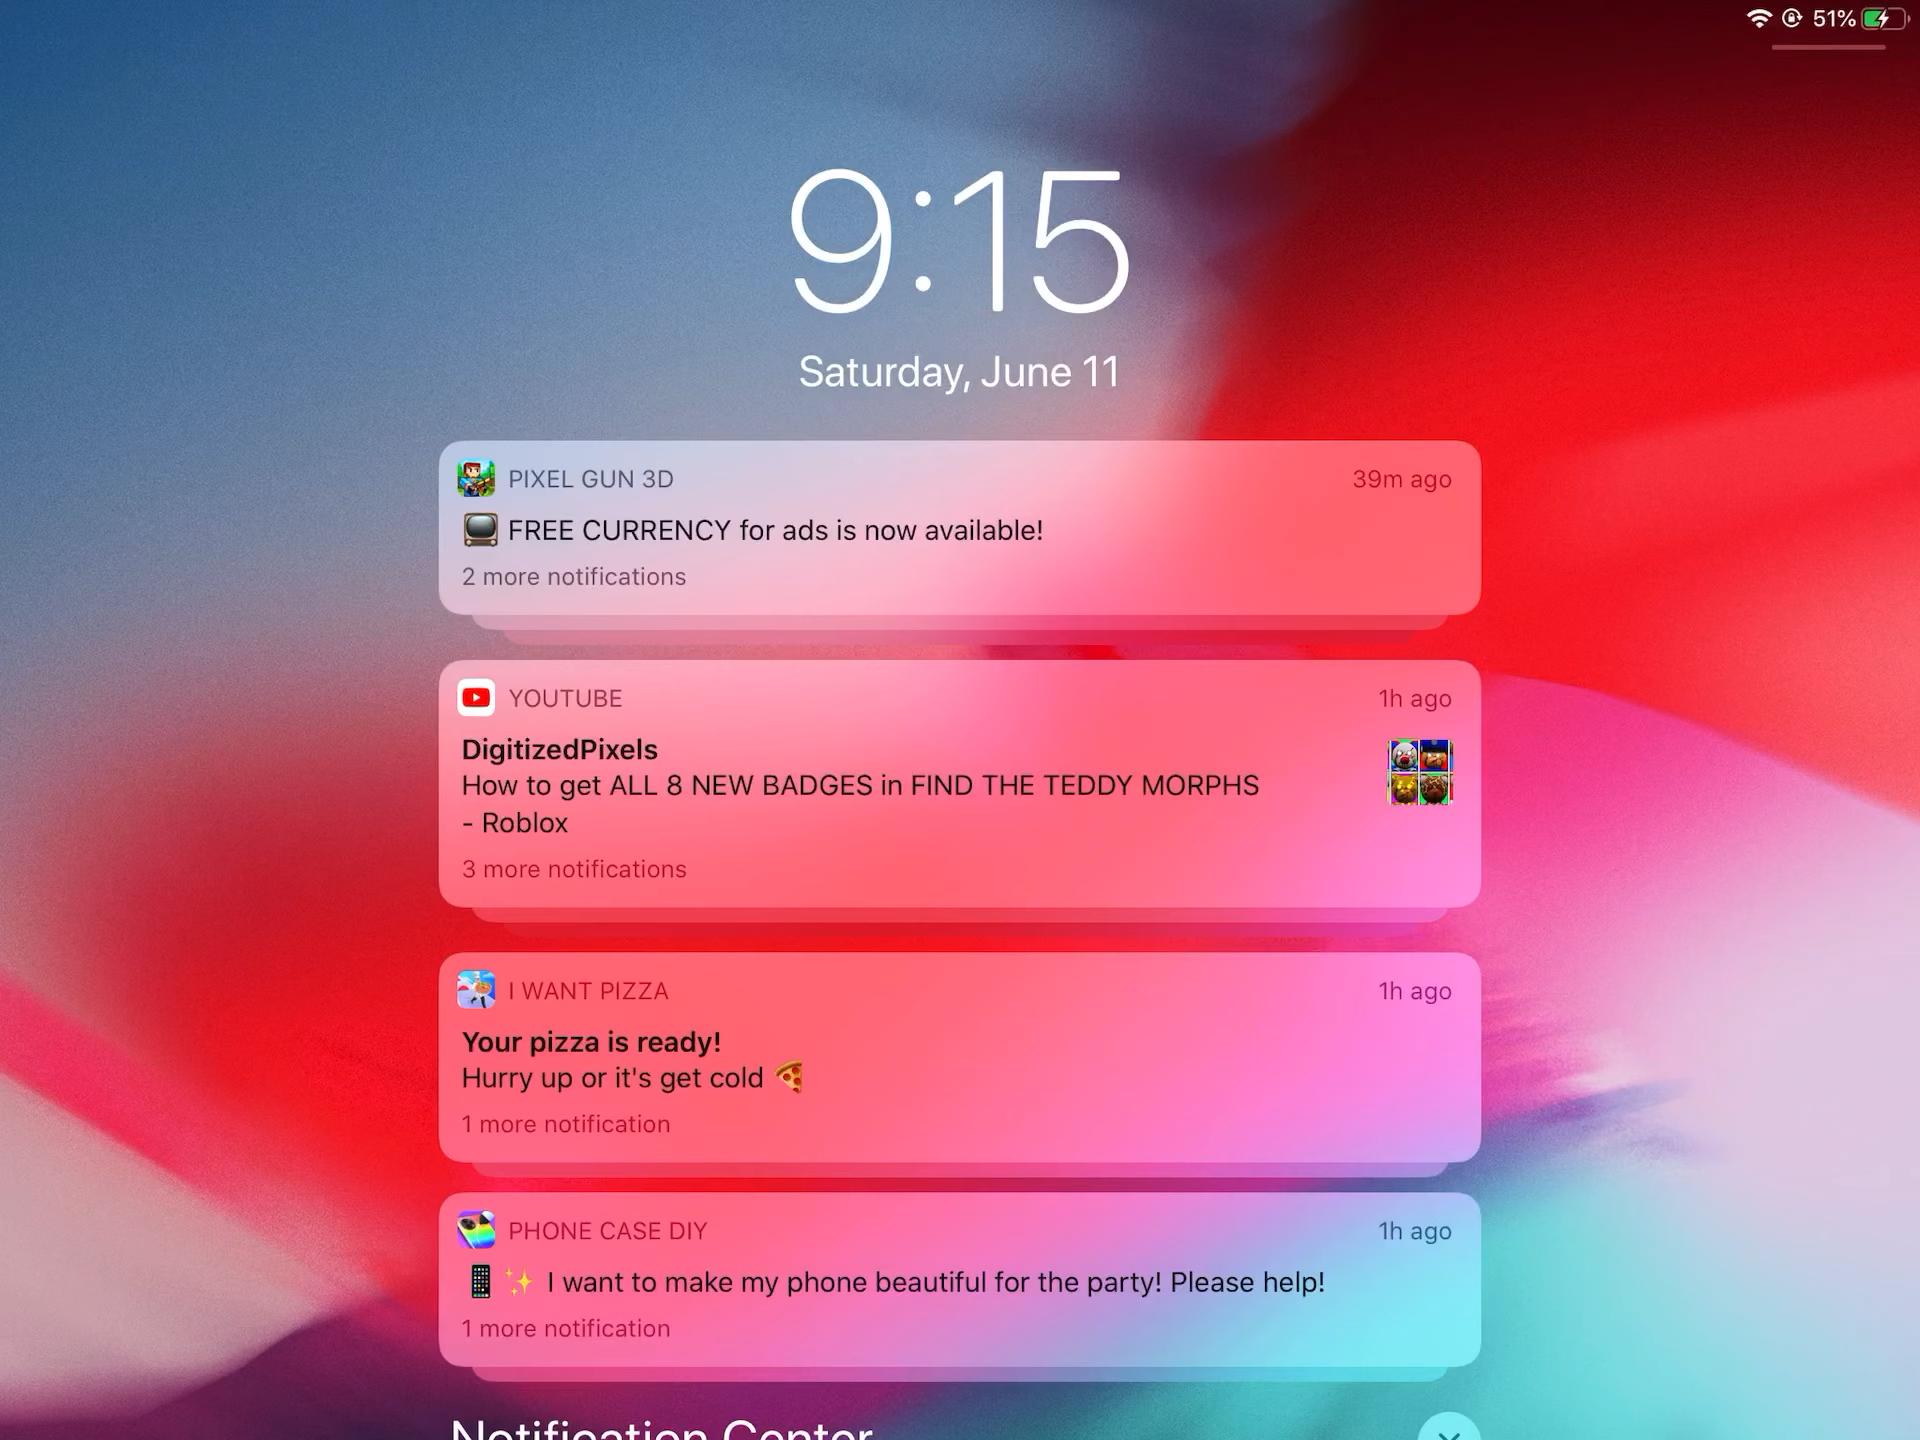 51%
9:15
Saturday, June 11
PIXEL GUN 3D
39m ago
FREE CURRENCY for ads is now available!
2 more notifications
YOUTUBE
1h ago
DigitizedPixels
How to get ALL 8 NEW BADGES in FIND THE TEDDY MORPHS
- Roblox
3 more notifications
I WANT PIZZA
1h ago
Your pizza is ready!
Hurry up or it's get cold
1 more notification
PHONE CASE DIY
1h ago
I want to make my phone beautiful for the party! Please help!
1 more notification
Notification Center